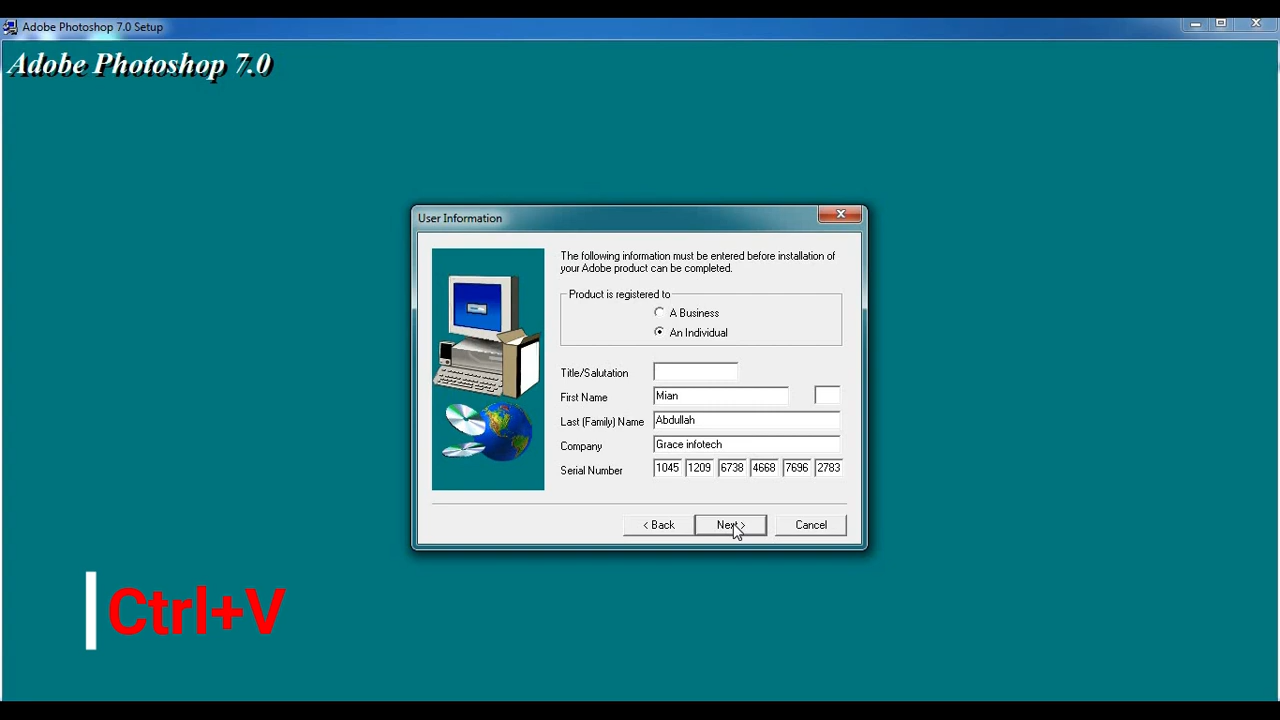 Adobe Photoshop 7.0 Setup
Adobe Photoshop 7.0
User Information
The following information must be entered before installation of
your Adobe product can be completed.
Product is registered to
A Business
An Individual
Title/Salutation
First Name Mian
Last (Family) Name Abdullah
Company Grace infotech
Serial Number 1045 1209 6738 4668 7696 2783
< Back Next > Cancel
Ctrl+V